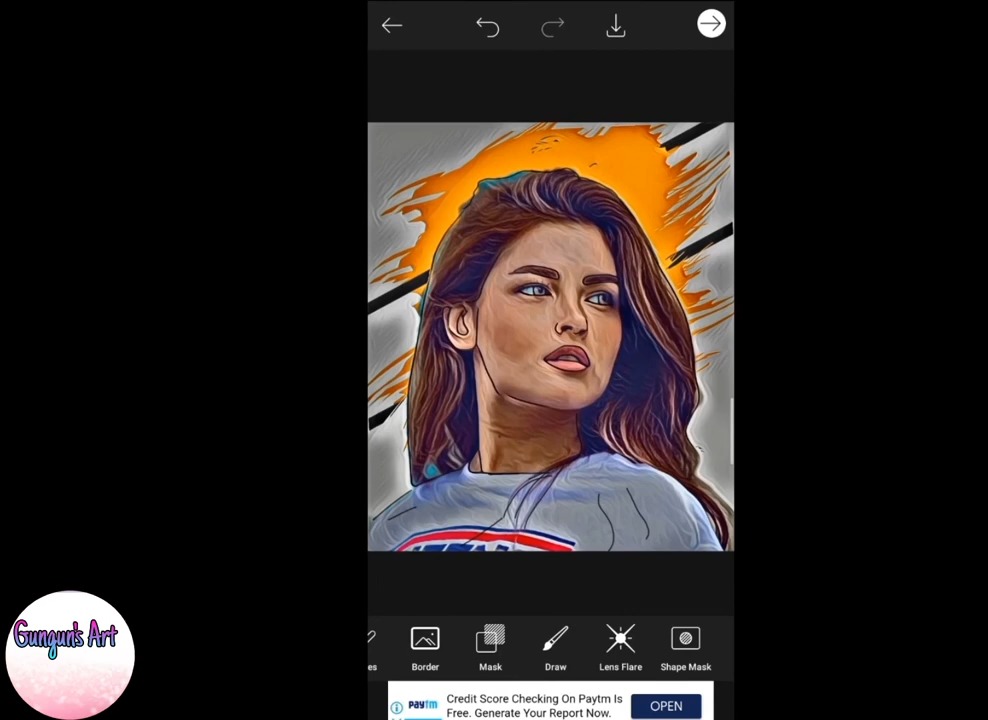 es
Border
Mask
Draw
Lens Flare
Shape Mask
Gungun's Art
paytm
Credit Score Checking On Paytm Is
Free. Generate Your Report Now.
OPEN